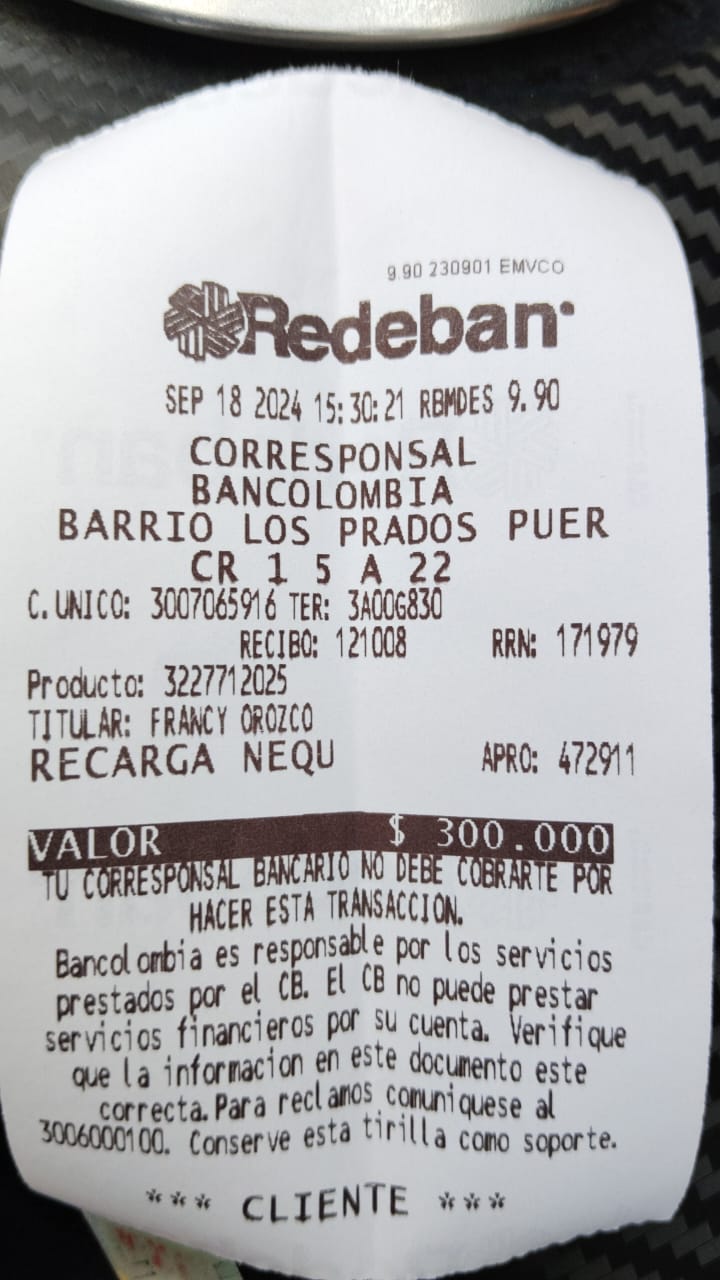 9.90 230901 EMVCO
Redeban
SEP 18 2024 15:30:21 RBMDES 9.90
CORRESPONSAL
BANCOLOMBIA
BARRIO LOS PRADOS PUER
CR 1 5 A 22
C.UNICO: 3007065916 TER: 3A00G830
RECIBO: 121008 RRN: 171979
Producto: 3227712025
TITULAR: FRANCY OROZCO
RECARGA NEQU APRO: 472911
VALOR $ 300.000
TU CORRESPONSAL BANCARIO NO DEBE COBRARTE POR
HACER ESTA TRANSACCION.
Bancolombia es responsable por los servicios
prestados por el CB. El CB no puede prestar
servicios financieros por su cuenta. Verifique
que la informacion en este documento este
correcta.Para reclamos comuniquese al
3006000100. Conserve esta tirilla como soporte.
*** CLIENTE ***